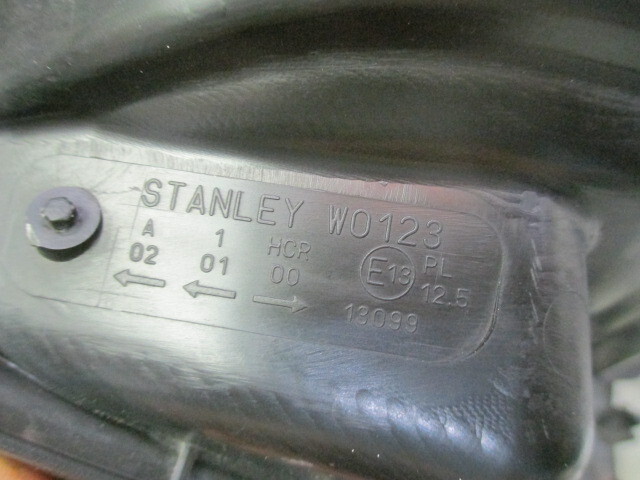 STANLEY W0123
A 1 HCR E13 PL
02 01 00 12.5
13099